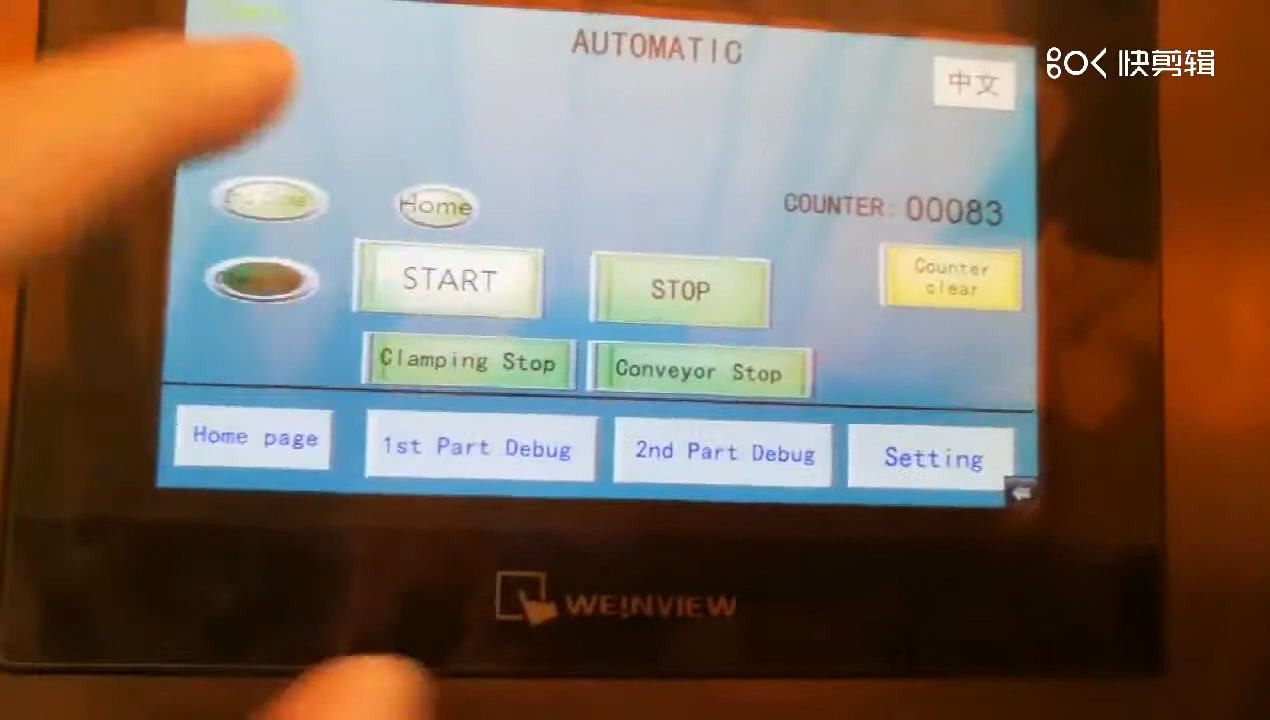 AUTOMATIC
中文
快剪辑
Home
COUNTER: 00083
START
STOP
Counter
clear
Clamping Stop
Conveyor Stop
Home page
1st Part Debug
2nd Part Debug
Setting
WEINVIEW